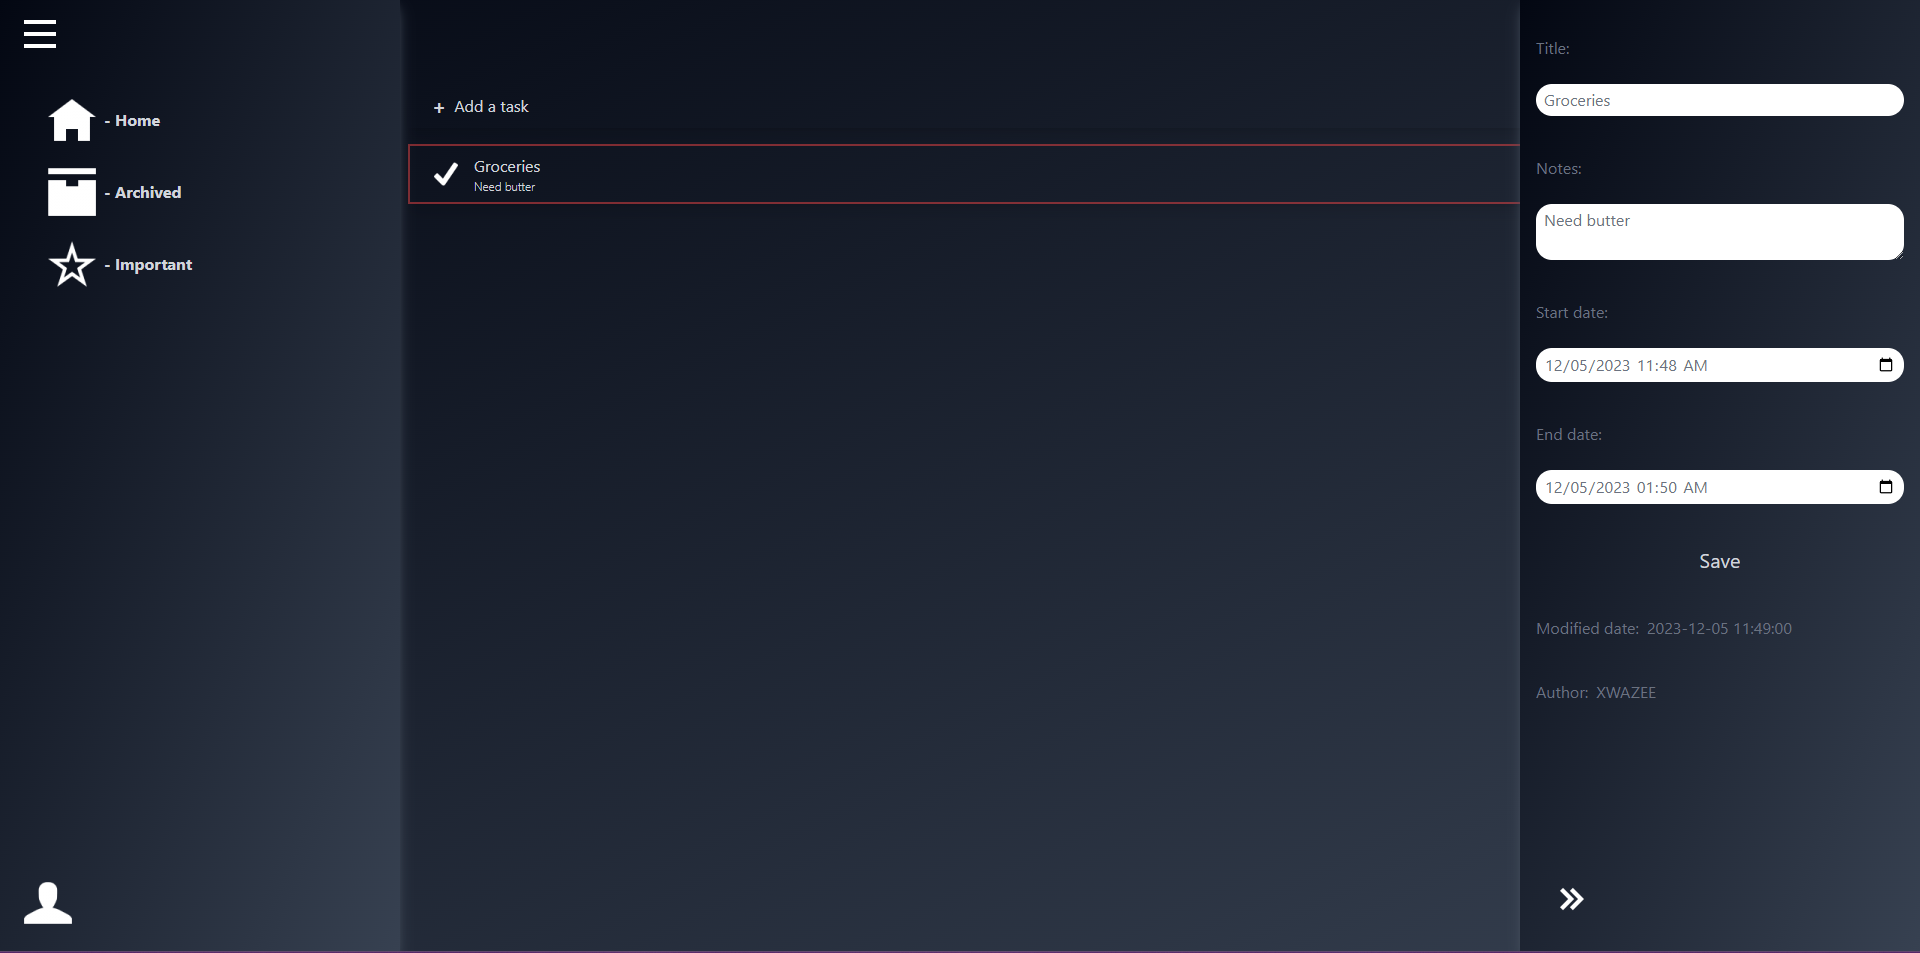 - Home
- Archived
- Important
+ Add a task
Groceries
Need butter
Title:
Groceries
Notes:
Need butter
Start date:
12/05/2023 11:48 AM
End date:
12/05/2023 01:50 AM
Save
Modified date: 2023-12-05 11:49:00
Author: XWAZEE